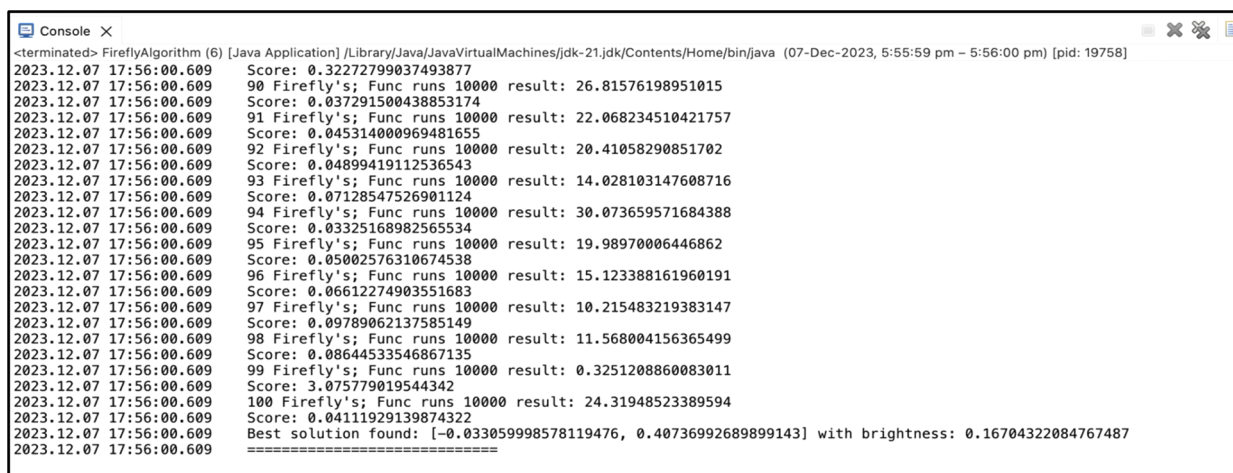 Console
<terminated> FireflyAlgorithm (6) [Java Application] /Library/Java/JavaVirtualMachines/jdk-21.jdk/Contents/Home/bin/java (07-Dec-2023, 5:55:59 pm – 5:56:00 pm) [pid: 19758]
2023.12.07 17:56:00.609 Score: 0.32272799037493877
2023.12.07 17:56:00.609 90 Firefly's; Func runs 10000 result: 26.81576198951015
2023.12.07 17:56:00.609 Score: 0.037291500438853174
2023.12.07 17:56:00.609 91 Firefly's; Func runs 10000 result: 22.068234510421757
2023.12.07 17:56:00.609 Score: 0.045314000969481655
2023.12.07 17:56:00.609 92 Firefly's; Func runs 10000 result: 20.41058290851702
2023.12.07 17:56:00.609 Score: 0.04899419112536543
2023.12.07 17:56:00.609 93 Firefly's; Func runs 10000 result: 14.028103147608716
2023.12.07 17:56:00.609 Score: 0.07128547526901124
2023.12.07 17:56:00.609 94 Firefly's; Func runs 10000 result: 30.073659571684388
2023.12.07 17:56:00.609 Score: 0.03325168982565534
2023.12.07 17:56:00.609 95 Firefly's; Func runs 10000 result: 19.98970006446862
2023.12.07 17:56:00.609 Score: 0.05002576310674538
2023.12.07 17:56:00.609 96 Firefly's; Func runs 10000 result: 15.123388161960191
2023.12.07 17:56:00.609 Score: 0.06612274903551683
2023.12.07 17:56:00.609 97 Firefly's; Func runs 10000 result: 10.215483219383147
2023.12.07 17:56:00.609 Score: 0.09789062137585149
2023.12.07 17:56:00.609 98 Firefly's; Func runs 10000 result: 11.568004156365499
2023.12.07 17:56:00.609 Score: 0.08644533546867135
2023.12.07 17:56:00.609 99 Firefly's; Func runs 10000 result: 0.3251208860083011
2023.12.07 17:56:00.609 Score: 3.075779019544342
2023.12.07 17:56:00.609 100 Firefly's; Func runs 10000 result: 24.31948523389594
2023.12.07 17:56:00.609 Score: 0.04111929139874322
2023.12.07 17:56:00.609 Best solution found: [-0.033059998578119476, 0.40736992689899143] with brightness: 0.16704322084767487
2023.12.07 17:56:00.609 =============================